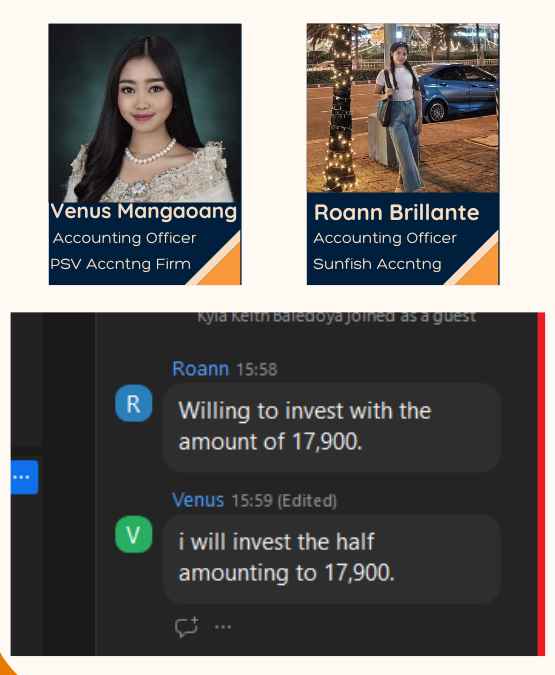 Venus Mangaoang
Accounting Officer
PSV Accntng Firm
Roann Brillante
Accounting Officer
Sunfish Accntng
Kyla Keith Baledoya joined as a guest
Roann 15:58
R
Willing to invest with the
amount of 17,900.
Venus 15:59 (Edited)
V
i will invest the half
amounting to 17,900.